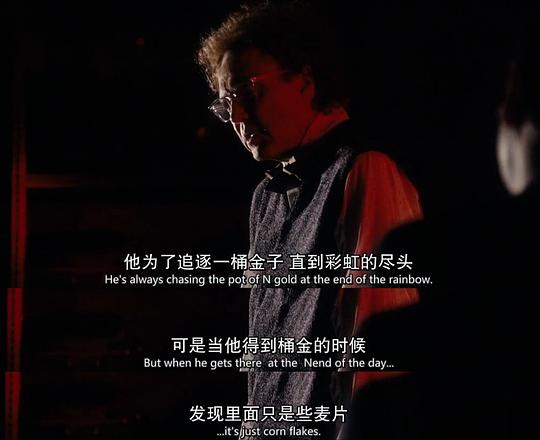 他为了追逐一桶金子 直到彩虹的尽头
He's always chasing the pot of N gold at the end of the rainbow.
可是当他得到桶金的时候
But when he gets there at the Nend of the day...
发现里面只是些麦片
...it's just corn flakes.